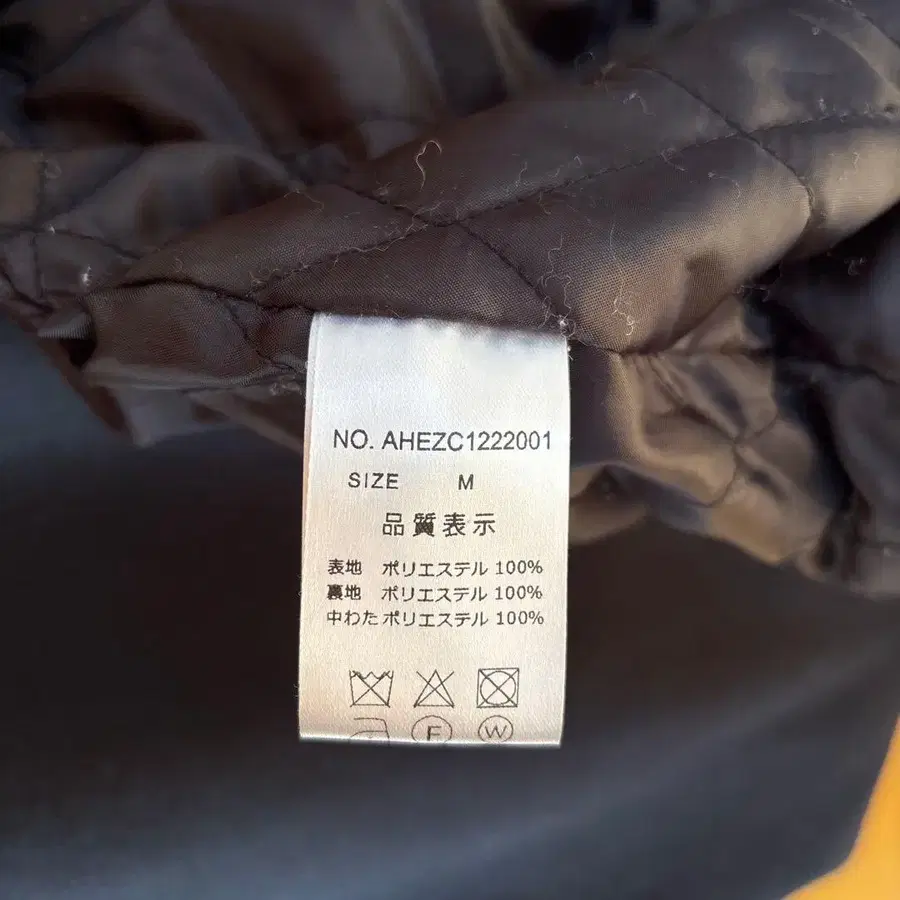 NO. AHEZC1222001
SIZE M
品質表示
表地 ポリエステル 100%
裏地 ポリエステル 100%
中わた ポリエステル 100%
F W